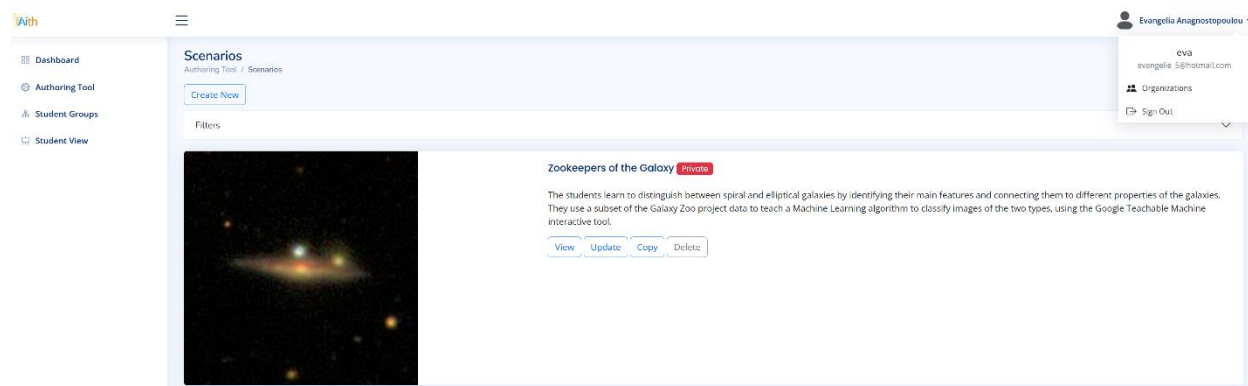 fAith
Evangelia Anagnostopoulou
eva
evangelie_5@hotmail.com
Organizations
Sign Out
Dashboard
Authoring Tool
Student Groups
Student View
Scenarios
Authoring Tool / Scenarios
Create New
Filters
Zookeepers of the Galaxy Private
The students learn to distinguish between spiral and elliptical galaxies by identifying their main features and connecting them to different properties of the galaxies.
They use a subset of the Galaxy Zoo project data to teach a Machine Learning algorithm to classify images of the two types, using the Google Teachable Machine
interactive tool.
View Update Copy Delete